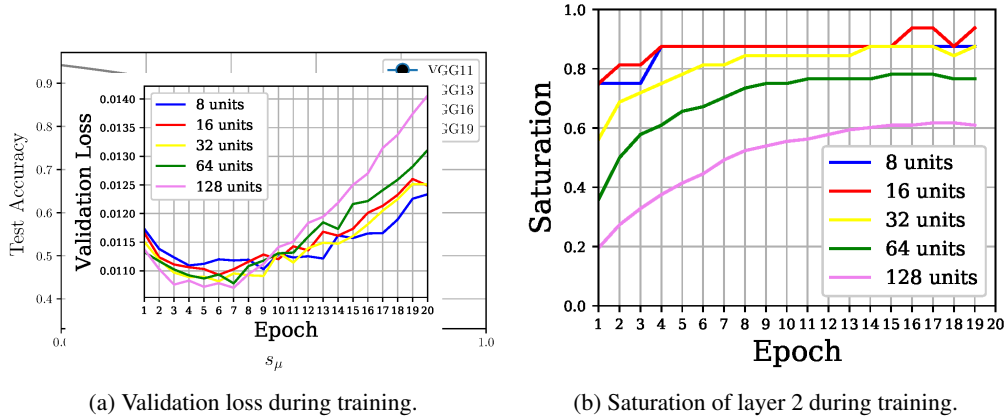 0.9
0.8
0.7
0.6
0.5
0.4
Test Accuracy
0.0
1.0
sμ
VGG11
GG13
GG16
GG19
0.0140
0.0135
0.0130
0.0125
0.0120
0.0115
0.0110
Validation Loss
8 units
16 units
32 units
64 units
128 units
1 2 3 4 5 6 7 8 9 10 11 12 13 14 15 16 17 18 19 20
Epoch
(a) Validation loss during training.
1.0
0.8
0.6
0.4
0.2
0.0
Saturation
8 units
16 units
32 units
64 units
128 units
1 2 3 4 5 6 7 8 9 10 11 12 13 14 15 16 17 18 19 20
Epoch
(b) Saturation of layer 2 during training.